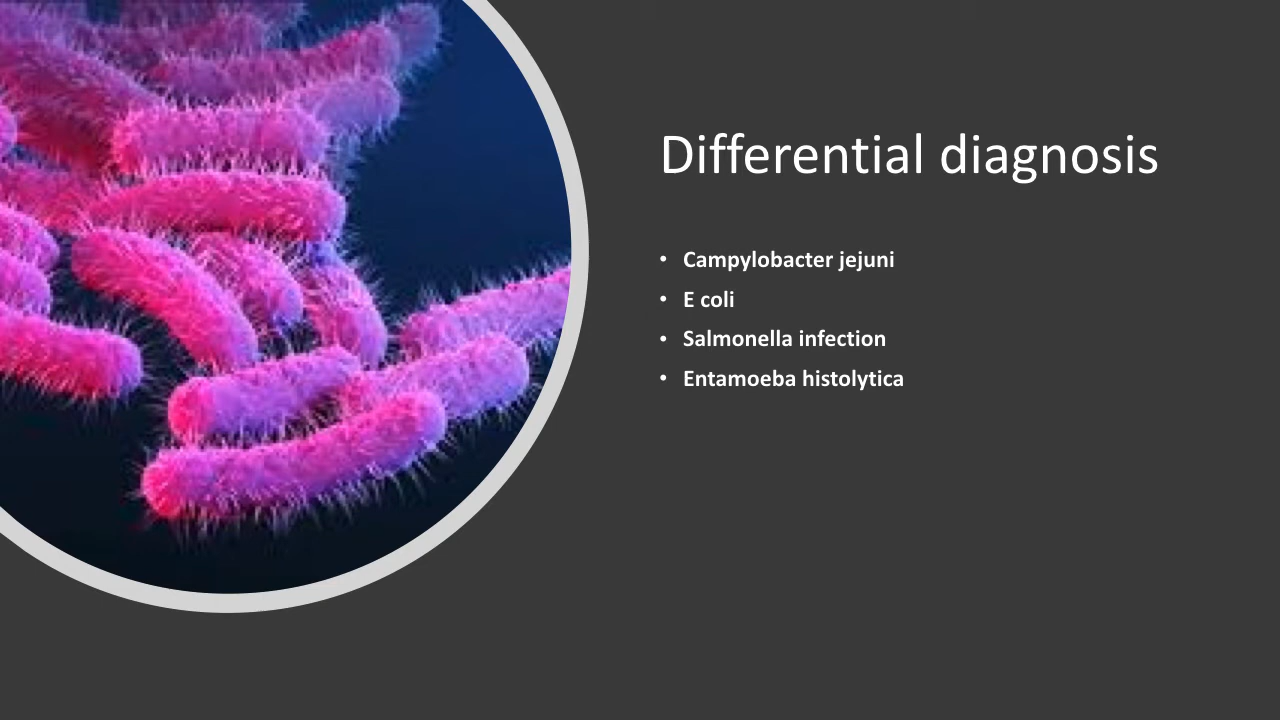 Differential diagnosis
• Campylobacter jejuni
• E coli
• Salmonella infection
• Entamoeba histolytica